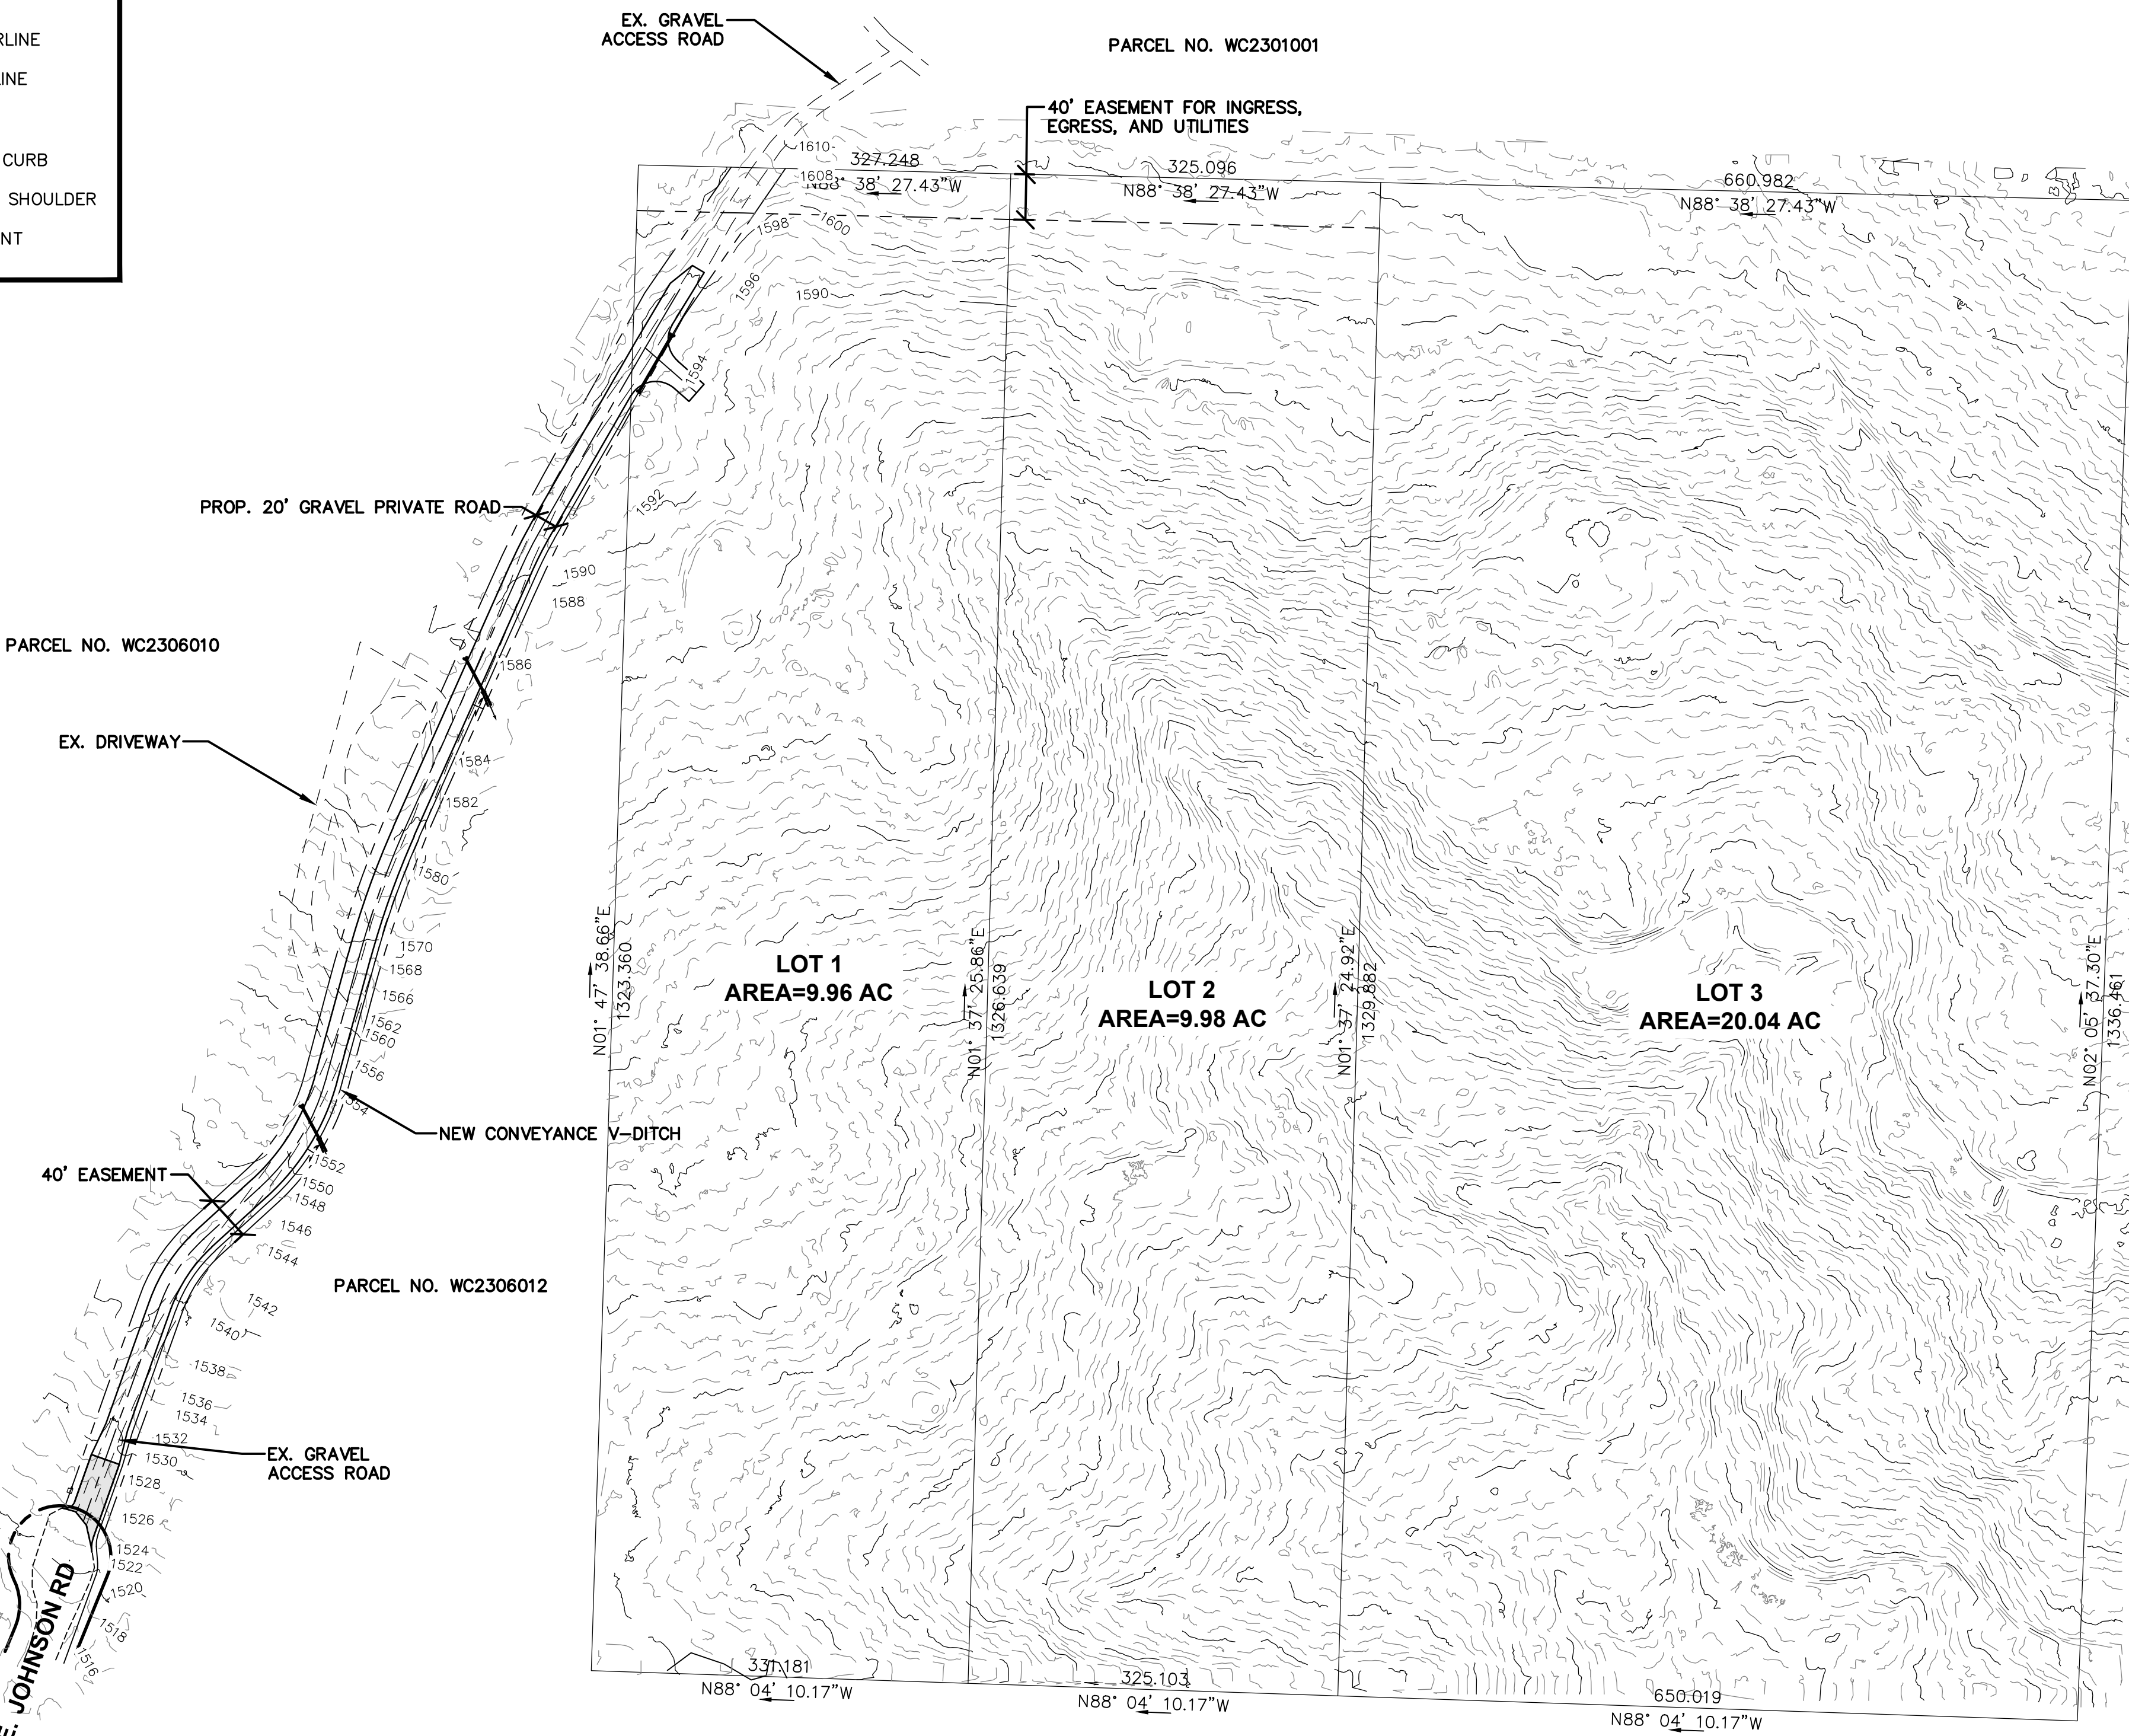 RLINE
INE
CURB
SHOULDER
NT
EX. GRAVEL
ACCESS ROAD
PARCEL NO. WC2301001
40' EASEMENT FOR INGRESS,
EGRESS, AND UTILITIES
1610
327.248
325.096
660.982
1608
N88° 38' 27.43"W
N88° 38' 27.43"W
N88° 38' 27.43"W
1600
1598
1596
1590
1594
1592
PROP. 20' GRAVEL PRIVATE ROAD
1590
1588
PARCEL NO. WC2306010
1586
EX. DRIVEWAY
1584
1582
1580
1570
1568
1566
1562
1560
1556
1554
N01° 47' 38.66"E
1323.360
LOT 1
AREA=9.96 AC
N01° 37' 25.86"E
1326.639
LOT 2
AREA=9.98 AC
N01° 37' 24.92"E
1329.882
LOT 3
AREA=20.04 AC
N02° 05' 37.30"E
1336.461
NEW CONVEYANCE V-DITCH
1552
40' EASEMENT
1550
1548
1546
1544
PARCEL NO. WC2306012
1542
1540
1538
1536
1534
1532
1530
EX. GRAVEL
ACCESS ROAD
1528
1526
1524
1522
1520
1518
1516
JOHNSON RD
331.181
N88° 04' 10.17"W
325.103
N88° 04' 10.17"W
650.019
N88° 04' 10.17"W